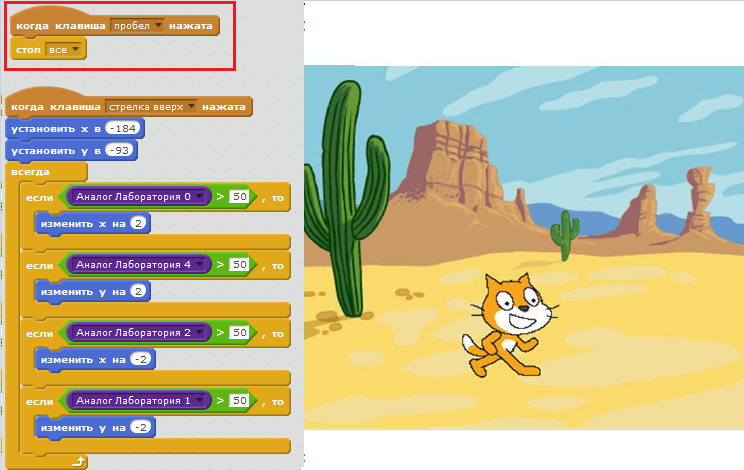 когда клавиша пробел нажата
стоп все
когда клавиша стрелка вверх нажата
установить x в -184
установить y в -93
всегда
если Аналог Лаборатория 0 > 50 , то
изменить x на 2
если Аналог Лаборатория 4 > 50 , то
изменить y на 2
если Аналог Лаборатория 2 > 50 , то
изменить x на -2
если Аналог Лаборатория 1 > 50 , то
изменить y на -2